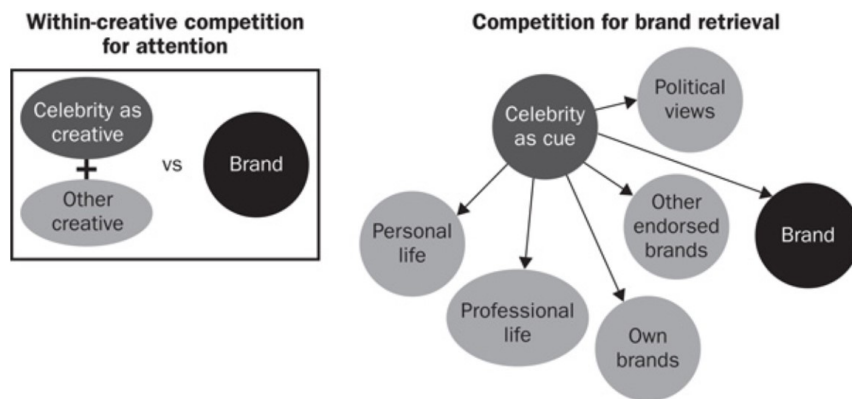 Within-creative competition
for attention
Celebrity as
creative
+
Other
creative
vs
Brand
Competition for brand retrieval
Celebrity
as cue
Political
views
Personal
life
Professional
life
Own
brands
Other
endorsed
brands
Brand